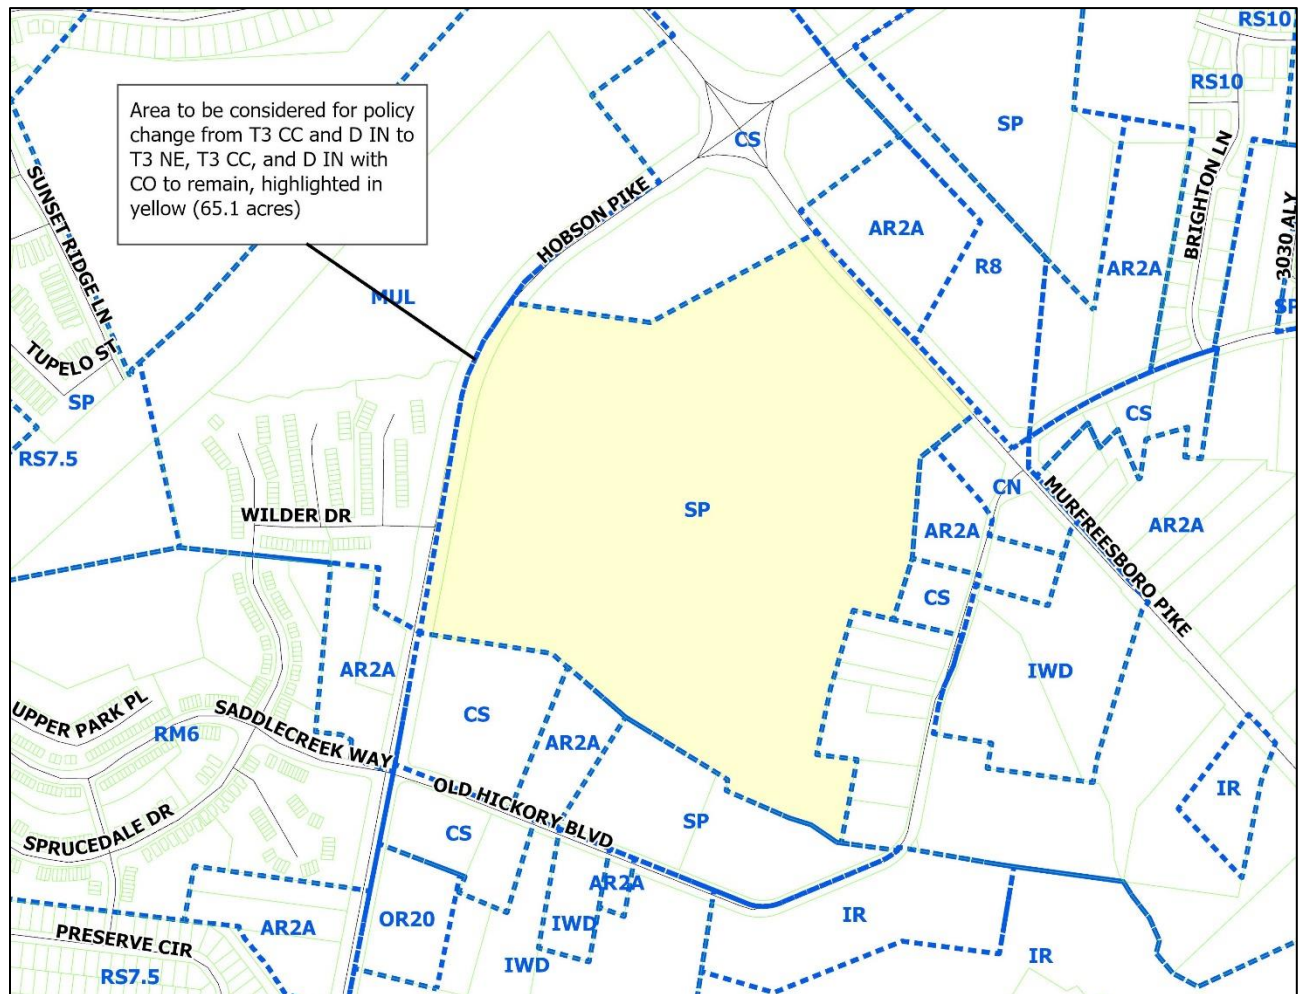 RS10
RS10
Area to be considered for policy
change from T3 CC and D IN to
T3 NE, T3 CC, and D IN with
CO to remain, highlighted in
yellow (65.1 acres)
SP
CS
SUNSET RIDGE LN
HOBSON PIKE
BRIGHTON LN
3030 ALY
AR2A
R8
AR2A
MUL
SP
TUPELO ST
SP
RS7.5
CS
SP
CN
MURFREESBORO PIKE
WILDER DR
AR2A
AR2A
CS
AR2A
IWD
UPPER PARK PL
RM6
SADDLECREEK WAY
CS
AR2A
OLD HICKORY BLVD
SP
IR
SPRUCEDALE DR
CS
AR2A
AR2A
OR20
IWD
IR
PRESERVE CIR
IWD
IR
RS7.5